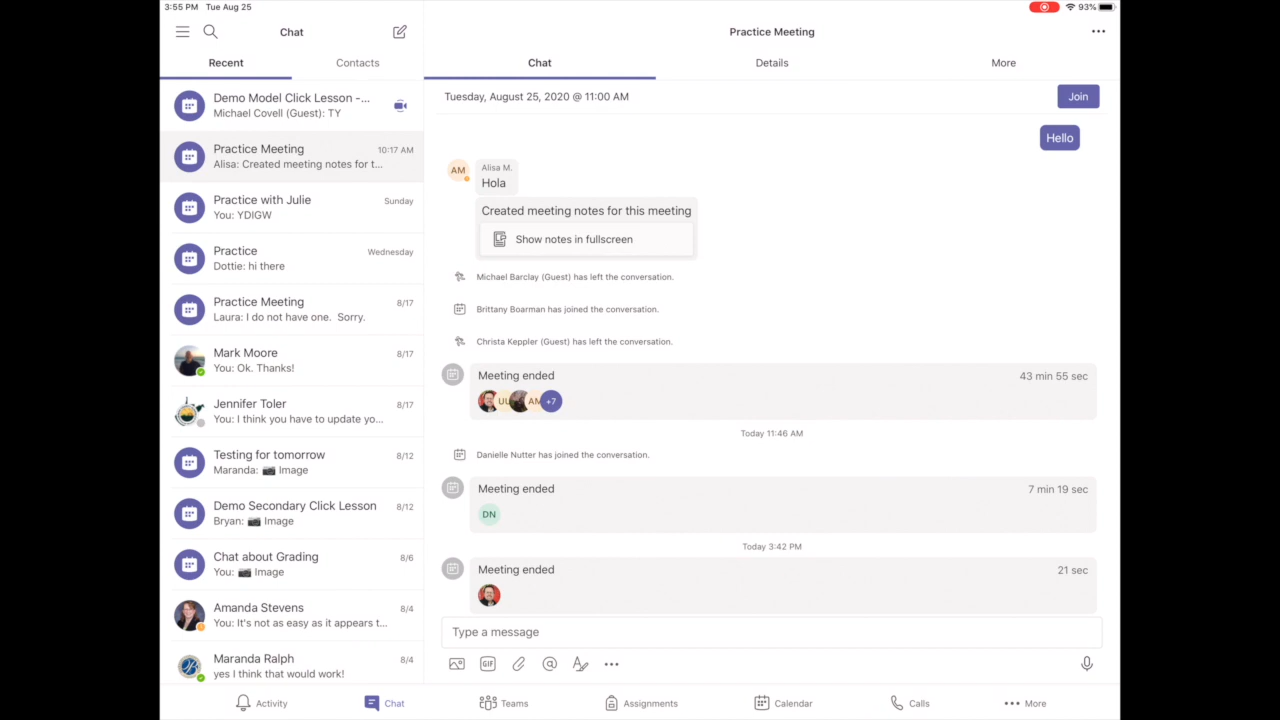 3:55 PM Tue Aug 25
93%
Chat
Recent
Contacts
Demo Model Click Lesson -...
Michael Covell (Guest): TY
Practice Meeting
10:17 AM
Alisa: Created meeting notes for t...
Practice with Julie
Sunday
You: YDIGW
Practice
Wednesday
Dottie: hi there
Practice Meeting
8/17
Laura: I do not have one. Sorry.
Mark Moore
8/17
You: Ok. Thanks!
Jennifer Toler
8/17
You: I think you have to update yo...
Testing for tomorrow
8/12
Maranda: 📷 Image
Demo Secondary Click Lesson
8/12
Bryan: 📷 Image
Chat about Grading
8/6
You: 📷 Image
Amanda Stevens
8/4
You: It's not as easy as it appears t...
Maranda Ralph
8/4
yes I think that would work!
Practice Meeting
Chat
Details
More
Tuesday, August 25, 2020 @ 11:00 AM
Join
Hello
AM
Alisa M.
Hola
Created meeting notes for this meeting
Show notes in fullscreen
Michael Barclay (Guest) has left the conversation.
Brittany Boarman has joined the conversation.
Christa Keppler (Guest) has left the conversation.
Meeting ended
43 min 55 sec
UU AM +7
Today 11:46 AM
Danielle Nutter has joined the conversation.
Meeting ended
7 min 19 sec
DN
Today 3:42 PM
Meeting ended
21 sec
Type a message
GIF
Activity
Chat
Teams
Assignments
Calendar
Calls
More